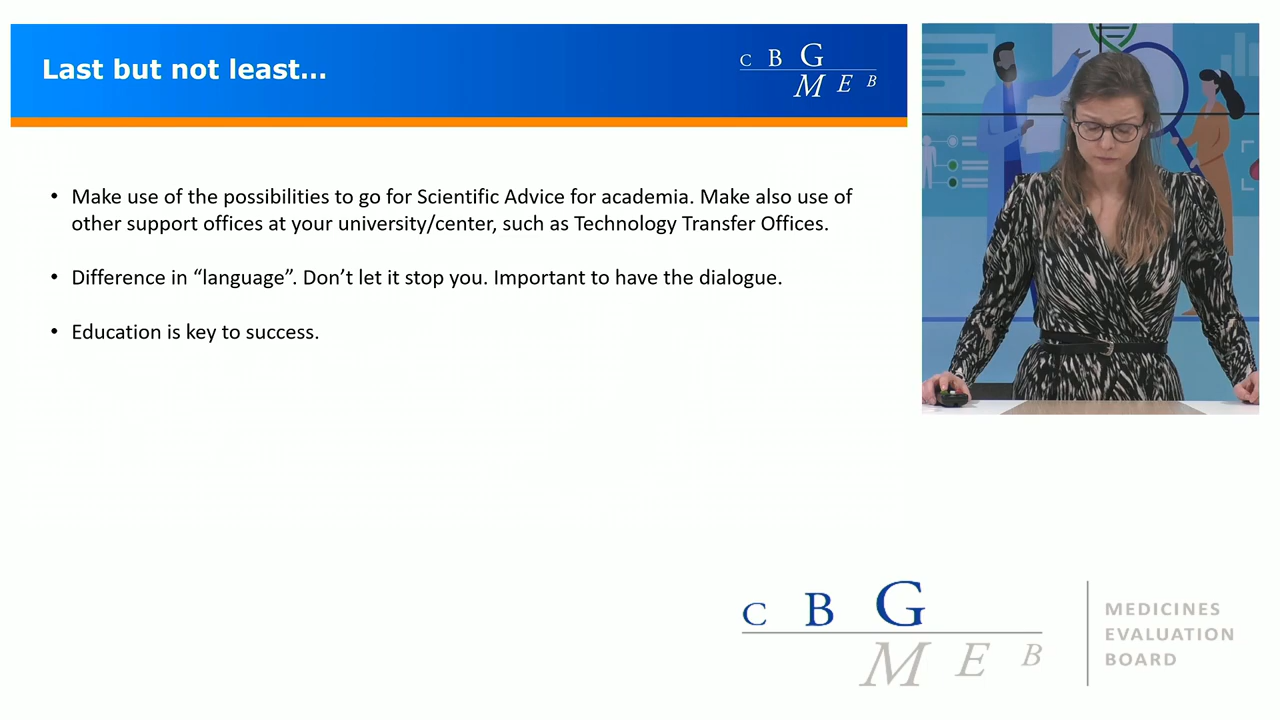 Last but not least...
C B G
M E B
• Make use of the possibilities to go for Scientific Advice for academia. Make also use of
other support offices at your university/center, such as Technology Transfer Offices.
• Difference in “language”. Don’t let it stop you. Important to have the dialogue.
• Education is key to success.
C B G
M E B
MEDICINES
EVALUATION
BOARD